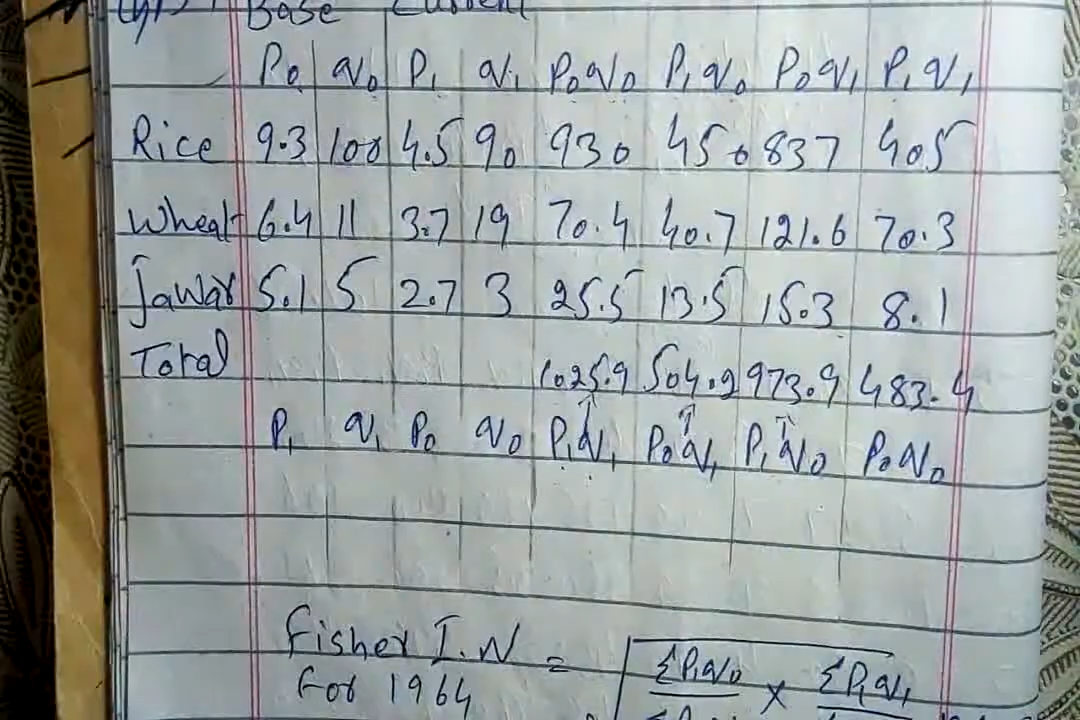 Base Current
P₀ q₀ P₁ q₁ P₀q₀ P₁q₀ P₀q₁ P₁q₁
Rice 9.3 100 4.5 90 930 450 837 405
Wheat 6.4 11 3.7 19 70.4 40.7 121.6 70.3
Jawar 5.1 5 2.7 3 25.5 13.5 15.3 8.1
Total 1025.9 504.2 973.9 483.4
P₁ q₁ P₀ q₀ P₁q₁ P₀q₁ P₁q₀ P₀q₀
Fisher I.N = √ ΣP₁q₀ × ΣP₁q₁
For 1964